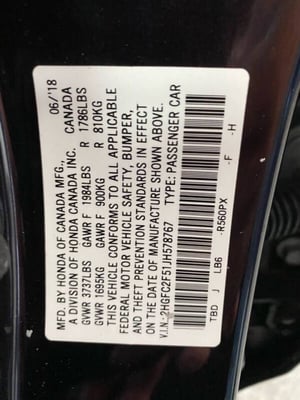 MFD. BY HONDA OF CANADA MFG., 06/'18
A DIVISION OF HONDA CANADA INC. CANADA
GVWR 3737LBS GAWR F 1984LBS R 1786LBS
GVWR 1695KG GAWR F 900KG R 810KG
THIS VEHICLE CONFORMS TO ALL APPLICABLE
FEDERAL MOTOR VEHICLE SAFETY, BUMPER,
AND THEFT PREVENTION STANDARDS IN EFFECT
ON THE DATE OF MANUFACTURE SHOWN ABOVE.
V.I.N.: 2HGFC2F51JH578767 TYPE: PASSENGER CAR
TBD J LB6 -R560PX -F -H